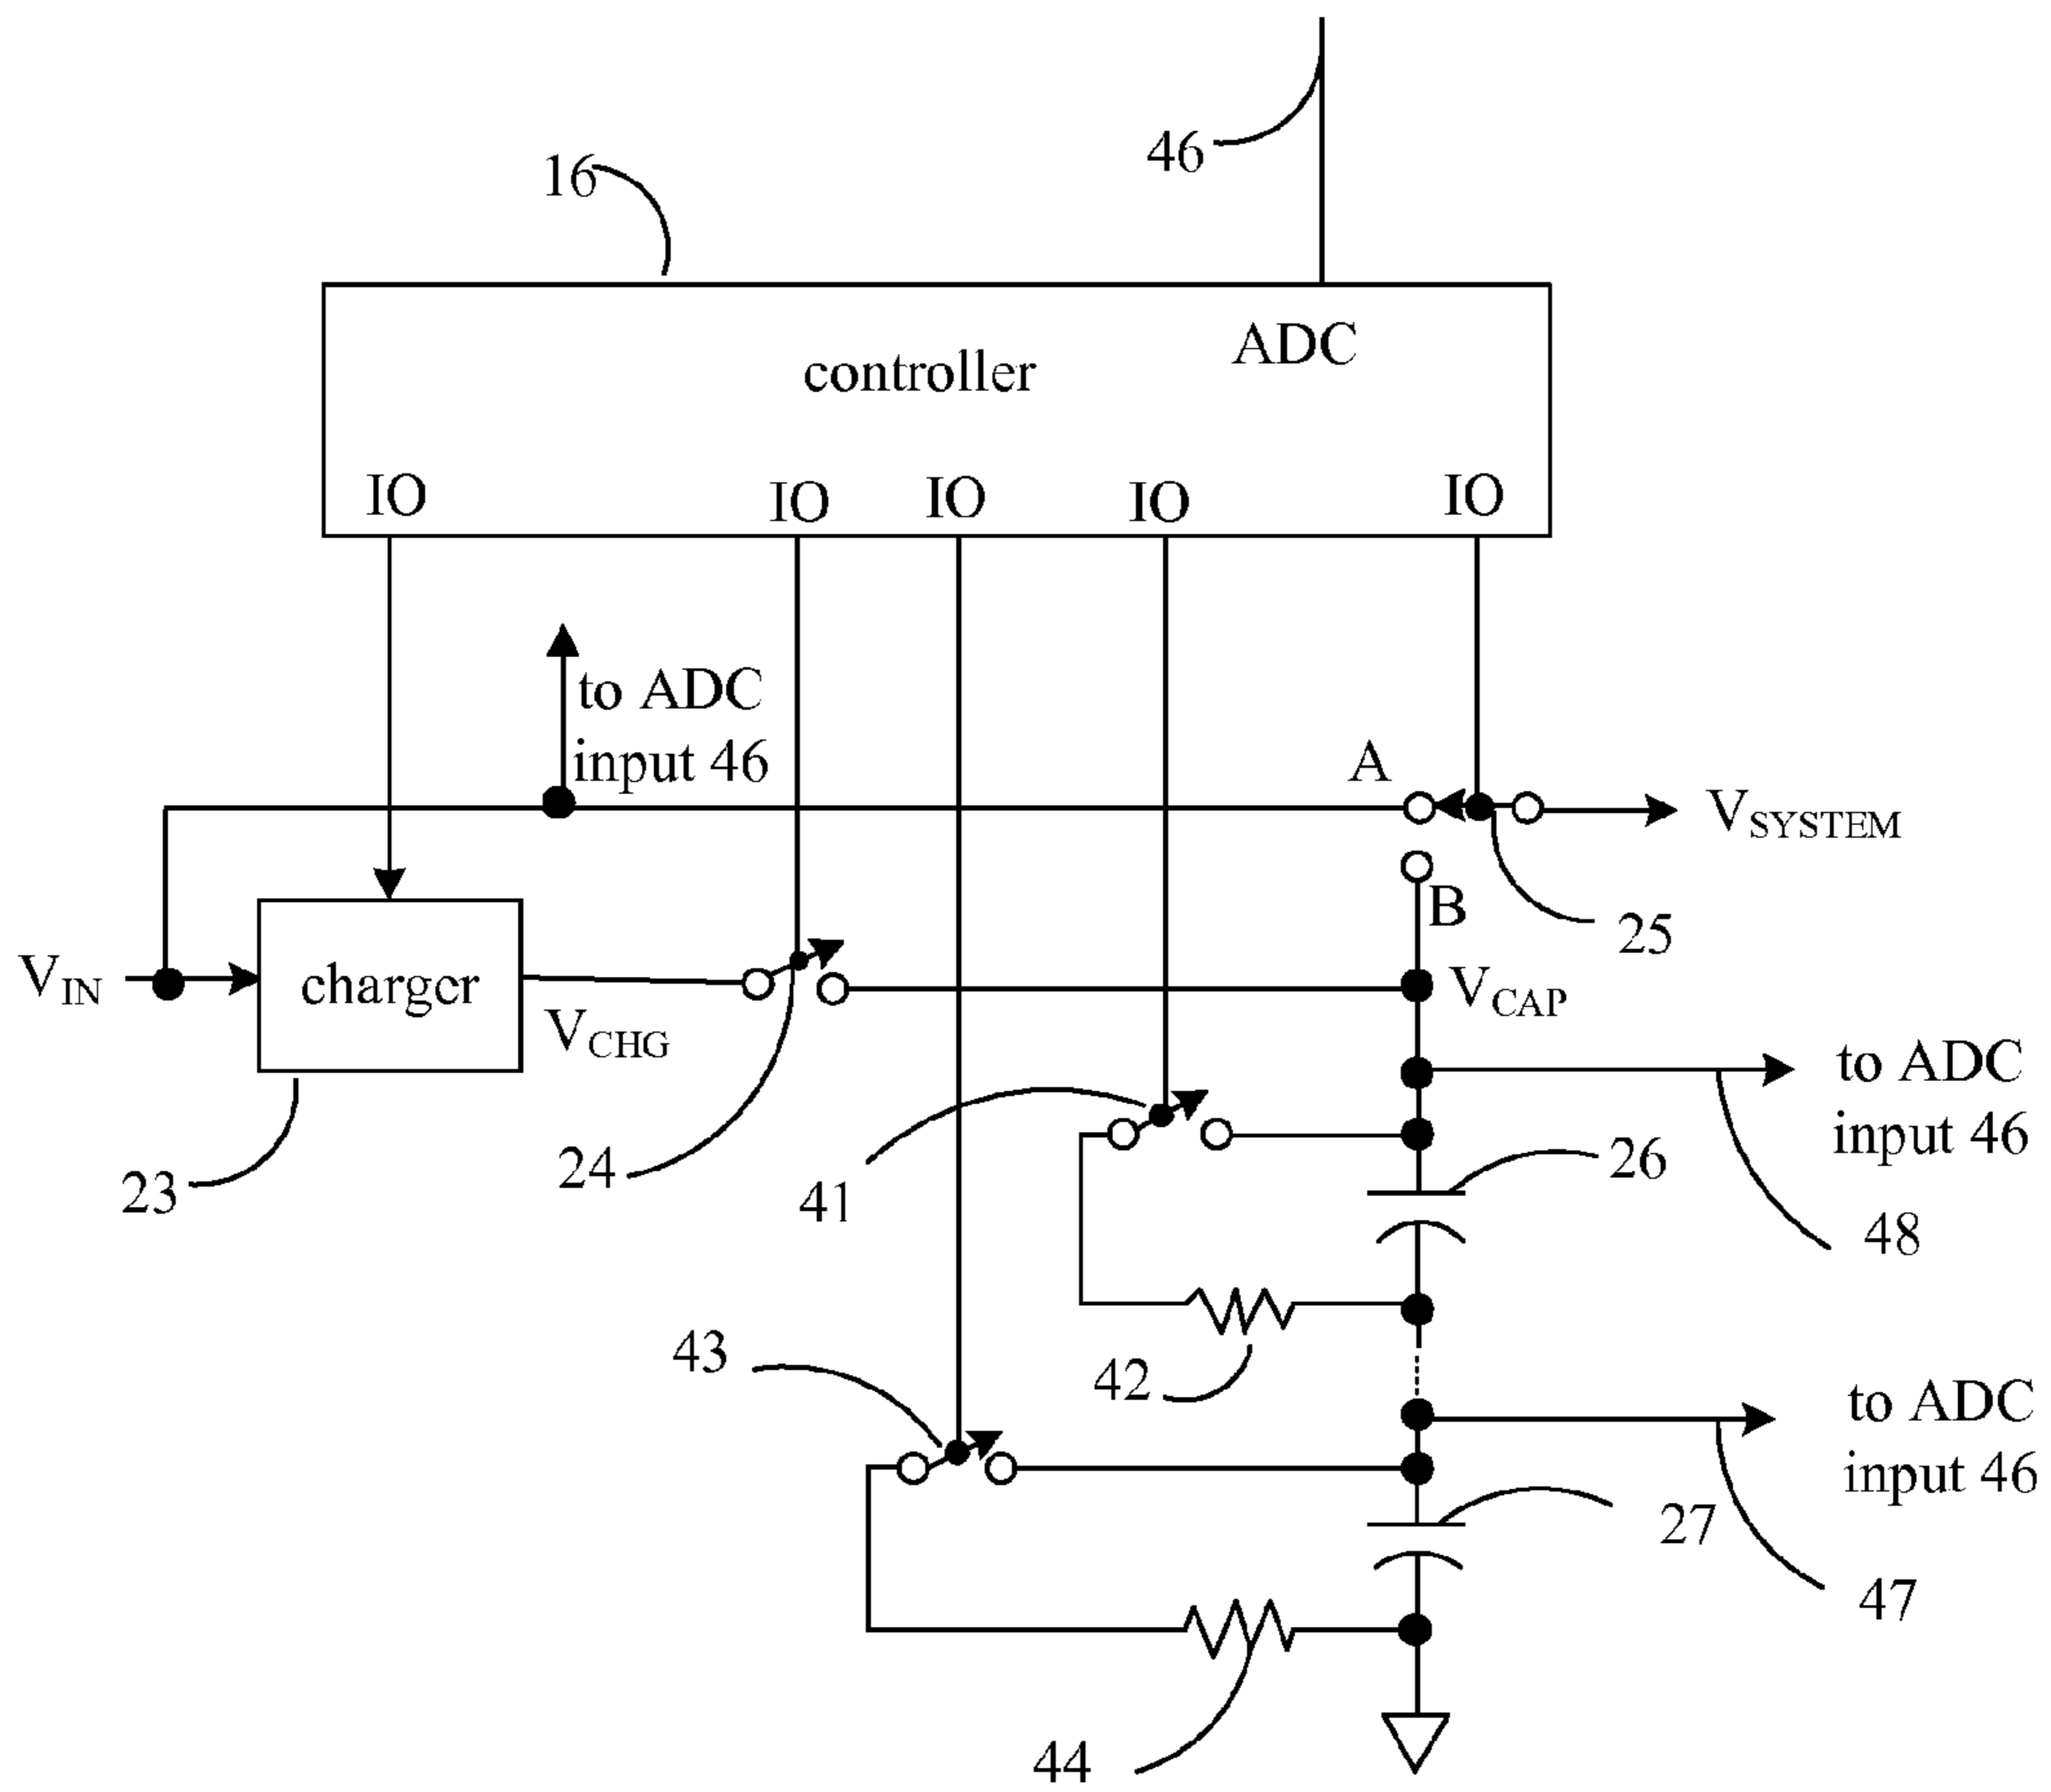 46
16
ADC
controller
IO
IO
IO
IO
IO
to ADC
input 46
A
VSYSTEM
B
25
VIN
charger
VCHG
VCAP
to ADC
input 46
23
24
41
26
48
43
42
to ADC
input 46
27
47
44